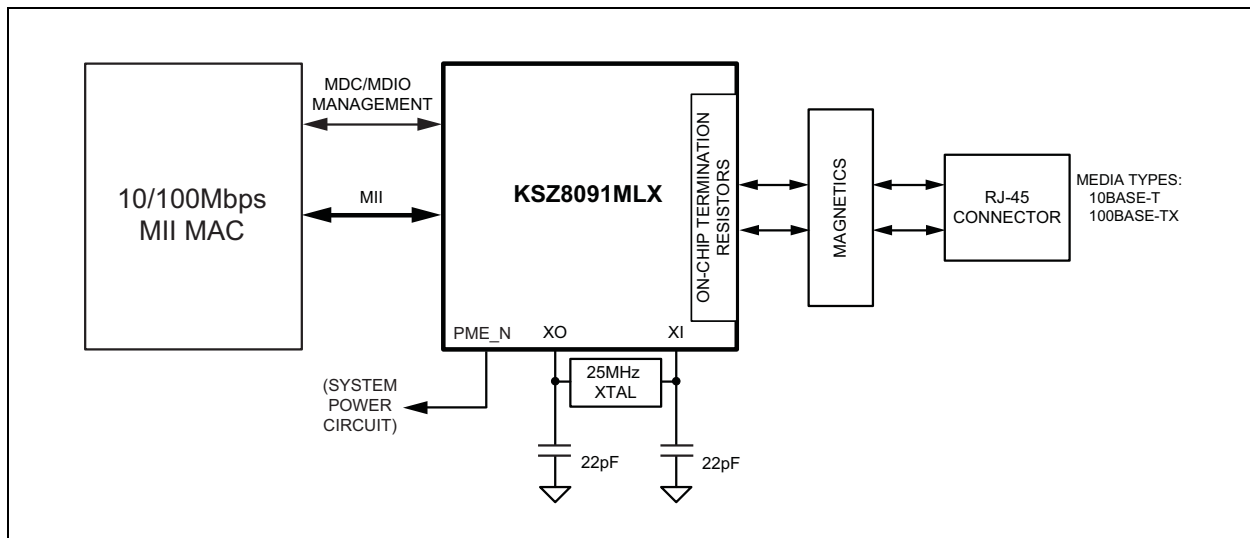 10/100Mbps
MII MAC
MDC/MDIO
MANAGEMENT
MII
KSZ8091MLX
ON-CHIP TERMINATION
RESISTORS
PME_N
XO
XI
(SYSTEM
POWER
CIRCUIT)
25MHz
XTAL
22pF
22pF
MAGNETICS
RJ-45
CONNECTOR
MEDIA TYPES:
10BASE-T
100BASE-TX